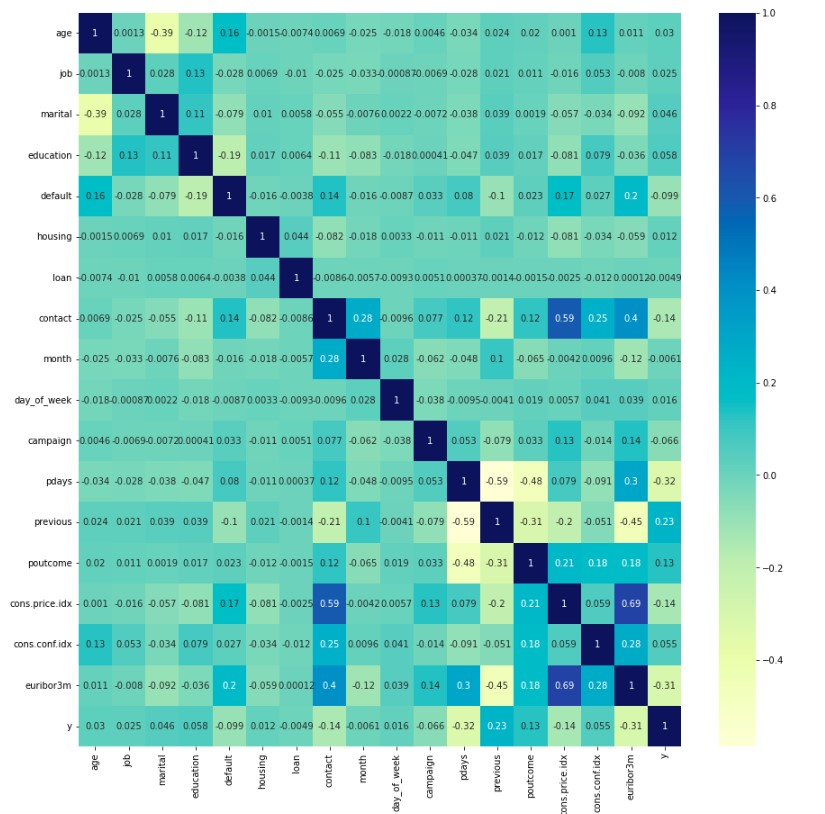 age 1 0.0013 -0.39 -0.12 0.16 -0.0015 -0.0074 0.0069 -0.025 -0.018 0.0046 -0.034 0.024 0.02 0.001 0.13 0.011 0.03
job 0.0013 1 0.028 0.13 -0.028 0.0069 -0.01 -0.025 -0.033 -0.00087 -0.0069 -0.028 0.021 0.011 -0.016 0.053 -0.008 0.025
marital -0.39 0.028 1 0.11 -0.079 0.01 0.0058 -0.055 -0.0076 0.0022 -0.0072 -0.038 0.039 0.0019 -0.057 -0.034 -0.092 0.046
education -0.12 0.13 0.11 1 -0.19 0.017 0.0064 -0.11 -0.083 -0.018 0.00041 -0.047 0.039 0.017 -0.081 0.079 -0.036 0.058
default 0.16 -0.028 -0.079 -0.19 1 -0.016 -0.0038 0.14 -0.016 -0.0087 0.033 0.08 -0.1 0.023 0.17 0.027 0.2 -0.099
housing -0.0015 0.0069 0.01 0.017 -0.016 1 0.044 -0.082 -0.018 0.0033 -0.011 -0.011 0.021 -0.012 -0.081 -0.034 -0.059 0.012
loan -0.0074 -0.01 0.0058 0.0064 -0.0038 0.044 1 -0.0086 -0.0057 -0.0093 0.0051 0.00037 -0.0014 -0.0015 -0.0025 -0.012 0.00012 -0.0049
contact 0.0069 -0.025 -0.055 -0.11 0.14 -0.082 -0.0086 1 0.28 -0.0096 0.077 0.12 -0.21 0.12 0.59 0.25 0.4 -0.14
month -0.025 -0.033 -0.0076 -0.083 -0.016 -0.018 -0.0057 0.28 1 0.028 -0.062 -0.048 0.1 -0.065 -0.0042 0.0096 -0.12 -0.0061
day_of_week -0.018 -0.00087 0.0022 -0.018 -0.0087 0.0033 -0.0093 -0.0096 0.028 1 -0.038 -0.0095 -0.0041 0.019 0.0057 0.041 0.039 0.016
campaign 0.0046 -0.0069 -0.0072 0.00041 0.033 -0.011 0.0051 0.077 -0.062 -0.038 1 0.053 -0.079 0.033 0.13 -0.014 0.14 -0.066
pdays -0.034 -0.028 -0.038 -0.047 0.08 -0.011 0.00037 0.12 -0.048 -0.0095 0.053 1 -0.59 -0.48 0.079 -0.091 0.3 -0.32
previous 0.024 0.021 0.039 0.039 -0.1 0.021 -0.0014 -0.21 0.1 -0.0041 -0.079 -0.59 1 -0.31 -0.2 -0.051 -0.45 0.23
poutcome 0.02 0.011 0.0019 0.017 0.023 -0.012 -0.0015 0.12 -0.065 0.019 0.033 -0.48 -0.31 1 0.21 0.18 0.18 0.13
cons.price.idx 0.001 -0.016 -0.057 -0.081 0.17 -0.081 -0.0025 0.59 -0.0042 0.0057 0.13 0.079 -0.2 0.21 1 0.059 0.69 -0.14
cons.conf.idx 0.13 0.053 -0.034 0.079 0.027 -0.034 -0.012 0.25 0.0096 0.041 -0.014 -0.091 -0.051 0.18 0.059 1 0.28 0.055
euribor3m 0.011 -0.008 -0.092 -0.036 0.2 -0.059 0.00012 0.4 -0.12 0.039 0.14 0.3 -0.45 0.18 0.69 0.28 1 -0.31
y 0.03 0.025 0.046 0.058 -0.099 0.012 -0.0049 -0.14 -0.0061 0.016 -0.066 -0.32 0.23 0.13 -0.14 0.055 -0.31 1
age job marital education default housing loan contact month day_of_week campaign pdays previous poutcome cons.price.idx cons.conf.idx euribor3m y
1.0
0.8
0.6
0.4
0.2
0.0
−0.2
−0.4